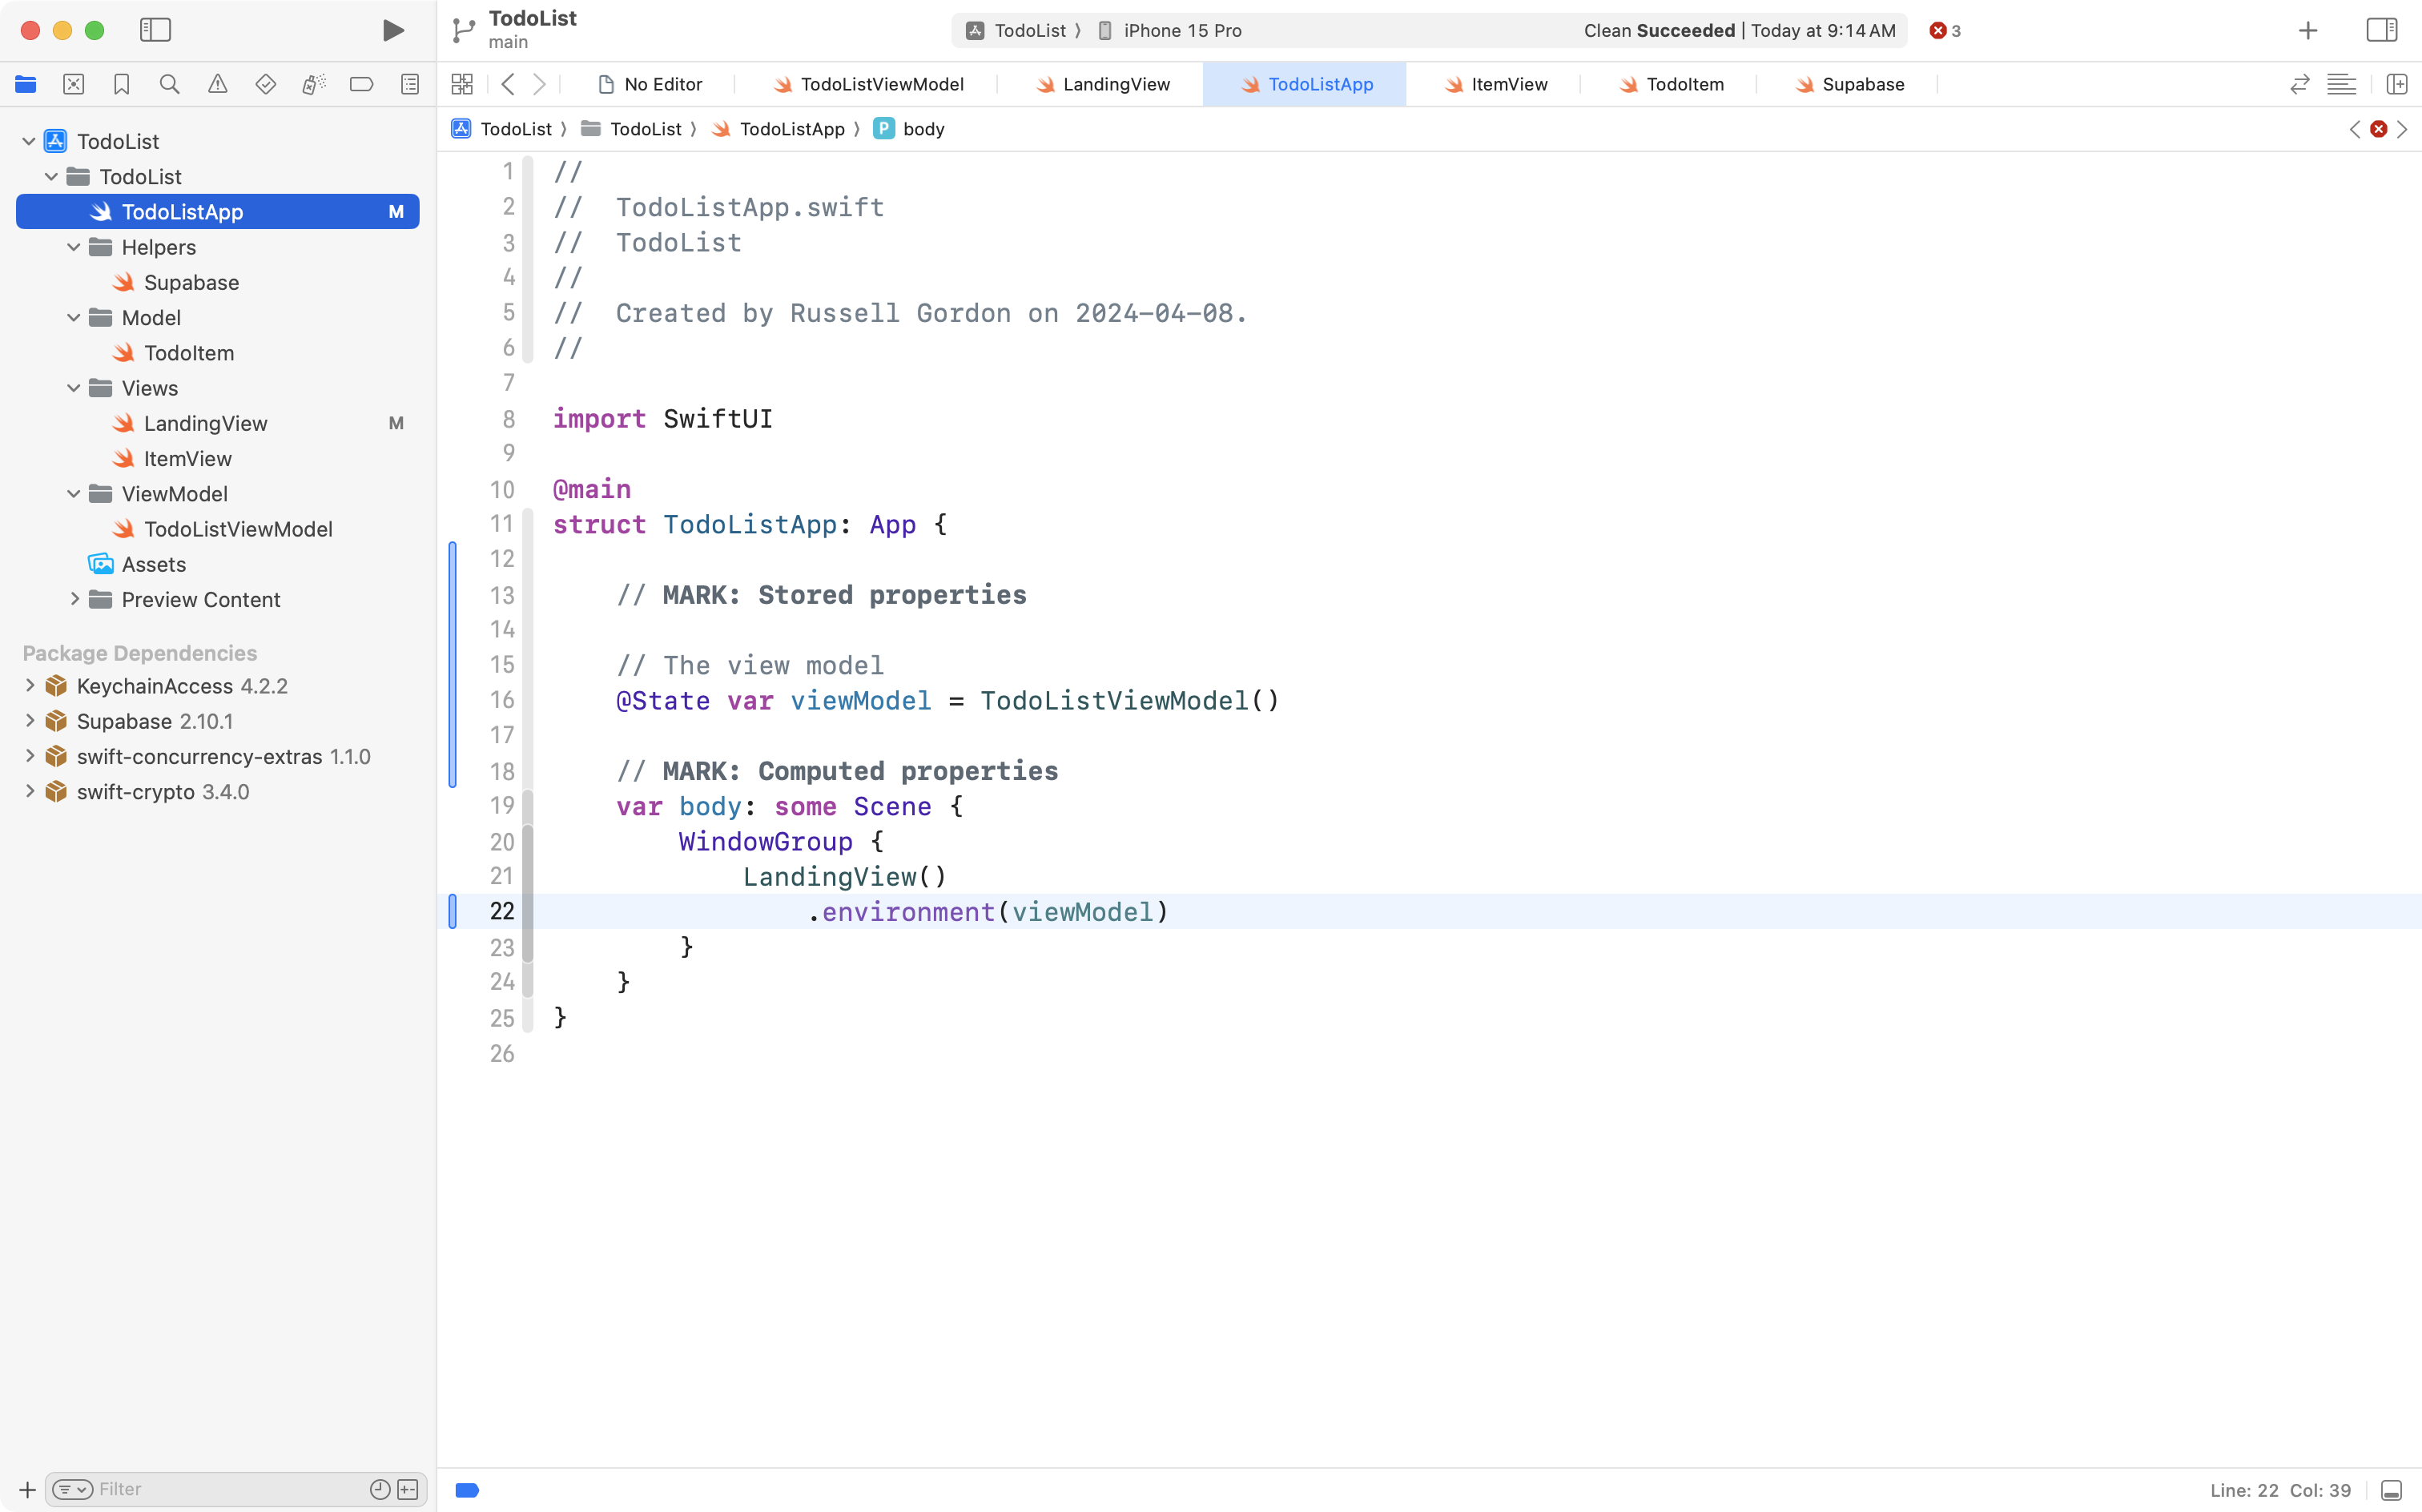 TodoList
main
TodoList 〉 iPhone 15 Pro
Clean Succeeded | Today at 9:14 AM
3
No Editor
TodoListViewModel
LandingView
TodoListApp
ItemView
TodoItem
Supabase
TodoList 〉 TodoList 〉 TodoListApp 〉 P body
TodoList
TodoList
TodoListApp M
Helpers
Supabase
Model
TodoItem
Views
LandingView M
ItemView
ViewModel
TodoListViewModel
Assets
Preview Content
Package Dependencies
KeychainAccess 4.2.2
Supabase 2.10.1
swift-concurrency-extras 1.1.0
swift-crypto 3.4.0
Filter
1 //
2 //  TodoListApp.swift
3 //  TodoList
4 //
5 //  Created by Russell Gordon on 2024-04-08.
6 //
7
8 import SwiftUI
9
10 @main
11 struct TodoListApp: App {
12
13     // MARK: Stored properties
14
15     // The view model
16     @State var viewModel = TodoListViewModel()
17
18     // MARK: Computed properties
19     var body: some Scene {
20         WindowGroup {
21             LandingView()
22                 .environment(viewModel)
23         }
24     }
25 }
26
Line: 22 Col: 39